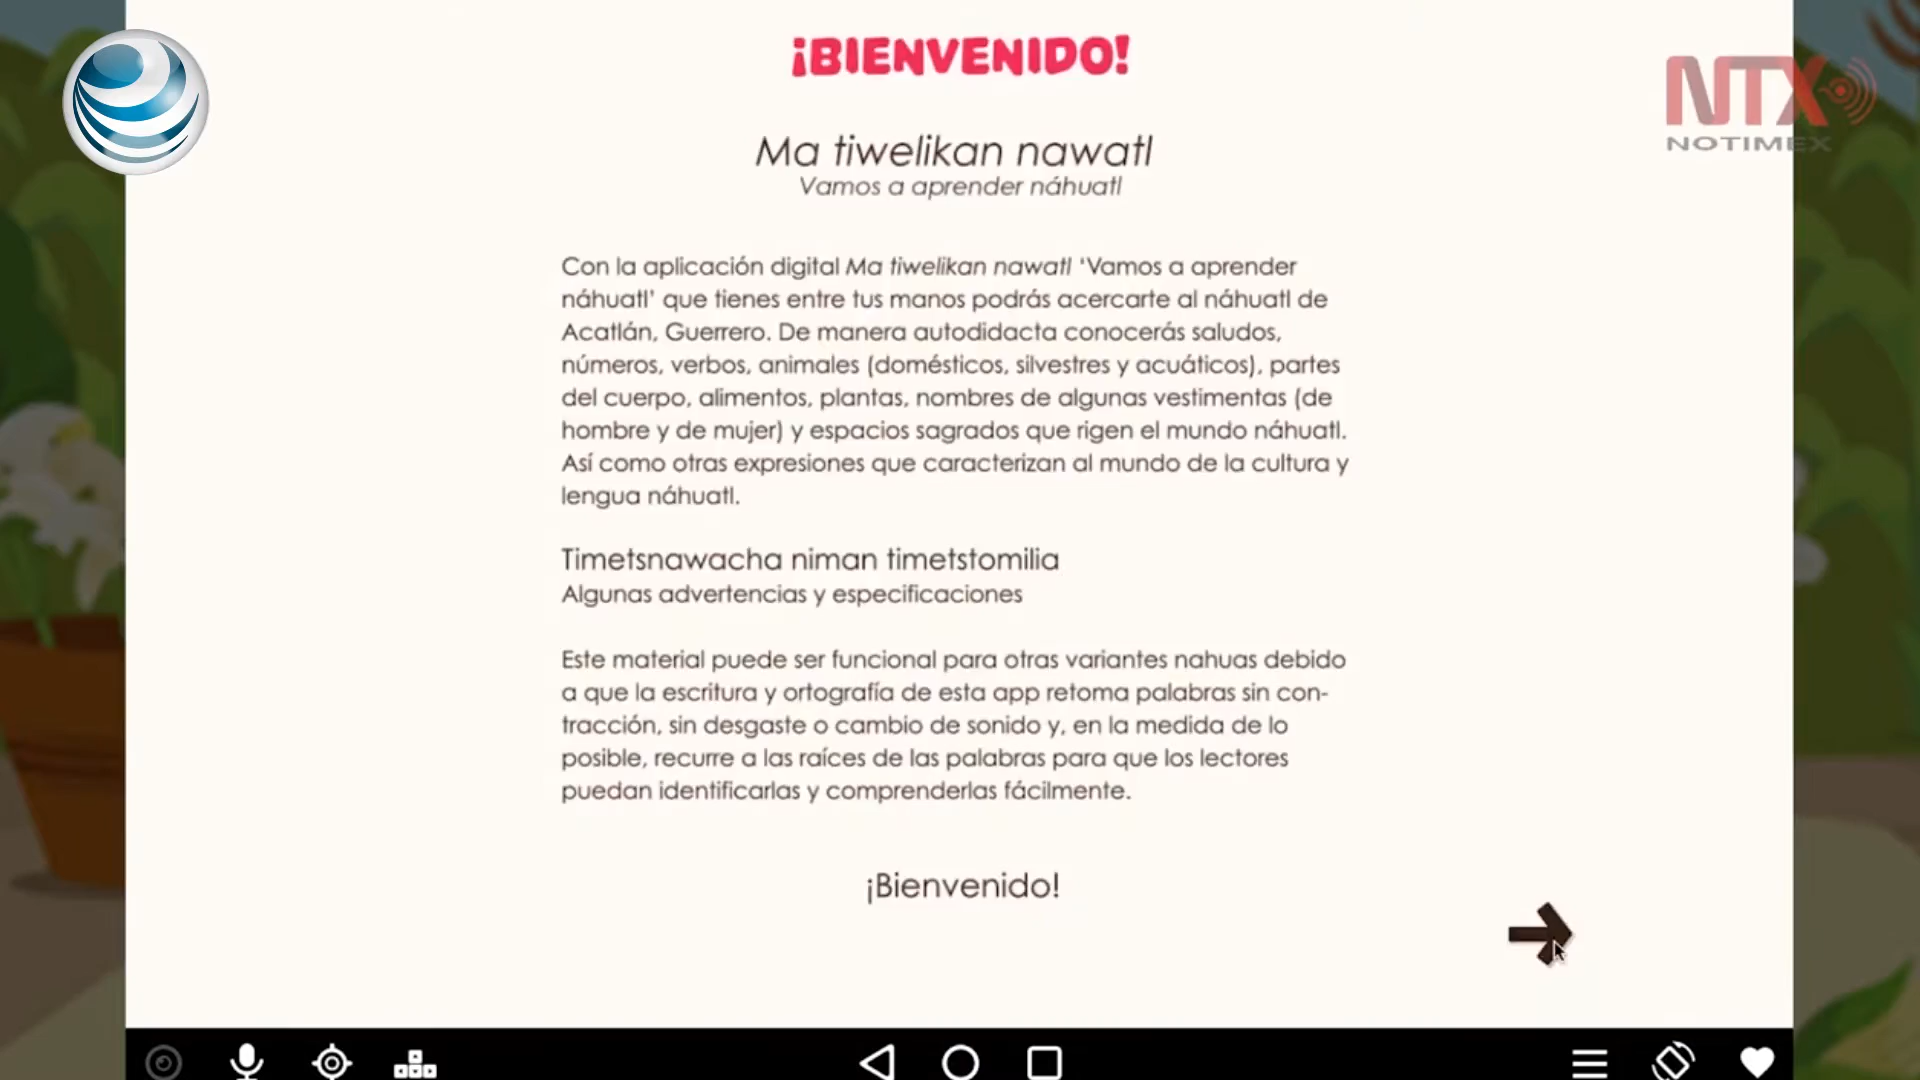 ¡BIENVENIDO!
NTX
NOTIMEX
Ma tiwelikan nawatl
Vamos a aprender náhuatl
Con la aplicación digital Ma tiwelikan nawatl ‘Vamos a aprender
náhuatl’ que tienes entre tus manos podrás acercarte al náhuatl de
Acatlán, Guerrero. De manera autodidacta conocerás saludos,
números, verbos, animales (domésticos, silvestres y acuáticos), partes
del cuerpo, alimentos, plantas, nombres de algunas vestimentas (de
hombre y de mujer) y espacios sagrados que rigen el mundo náhuatl.
Así como otras expresiones que caracterizan al mundo de la cultura y
lengua náhuatl.
Timetsnawacha niman timetstomilia
Algunas advertencias y especificaciones
Este material puede ser funcional para otras variantes nahuas debido
a que la escritura y ortografía de esta app retoma palabras sin con-
tracción, sin desgaste o cambio de sonido y, en la medida de lo
posible, recurre a las raíces de las palabras para que los lectores
puedan identificarlas y comprenderlas fácilmente.
¡Bienvenido!